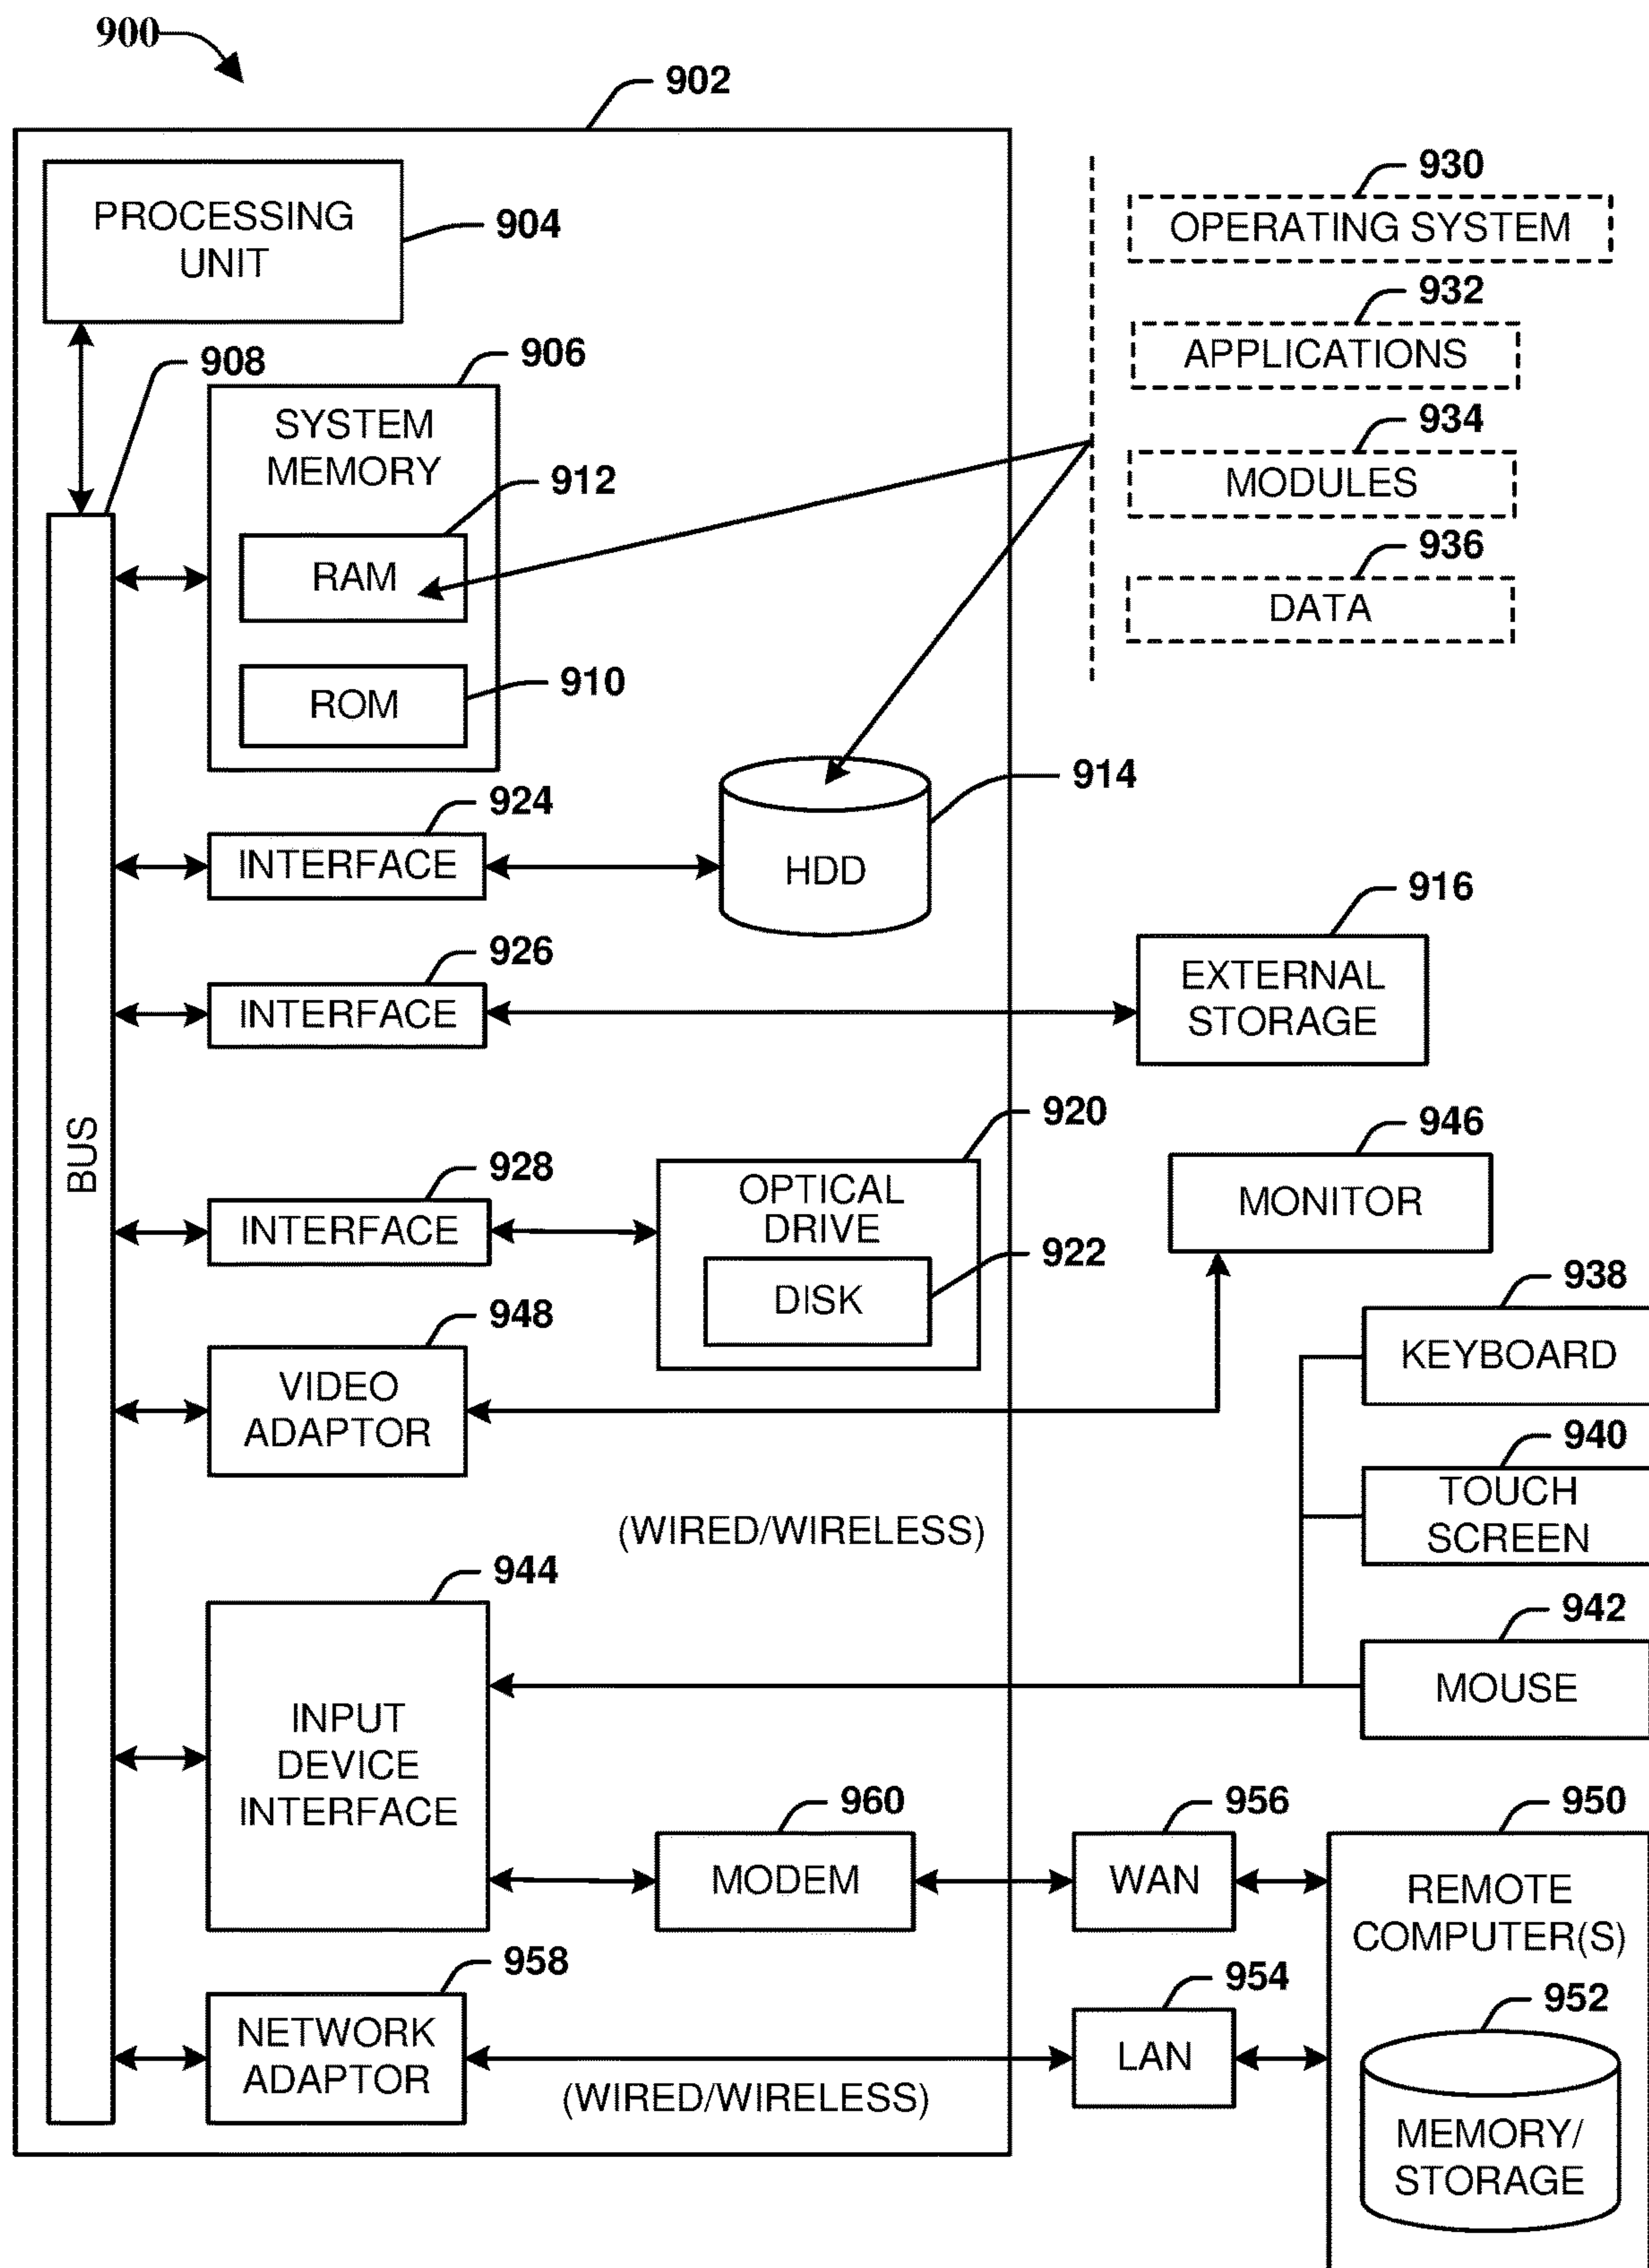 900
902
PROCESSING
UNIT
904
930
OPERATING SYSTEM
932
APPLICATIONS
934
MODULES
936
DATA
908
906
SYSTEM
MEMORY
912
RAM
910
ROM
924
INTERFACE
914
HDD
926
INTERFACE
916
EXTERNAL
STORAGE
BUS
928
INTERFACE
920
OPTICAL
DRIVE
922
DISK
946
MONITOR
948
VIDEO
ADAPTOR
938
KEYBOARD
940
TOUCH
SCREEN
(WIRED/WIRELESS)
944
INPUT
DEVICE
INTERFACE
942
MOUSE
960
MODEM
956
WAN
950
REMOTE
COMPUTER(S)
958
NETWORK
ADAPTOR
(WIRED/WIRELESS)
954
LAN
952
MEMORY/
STORAGE